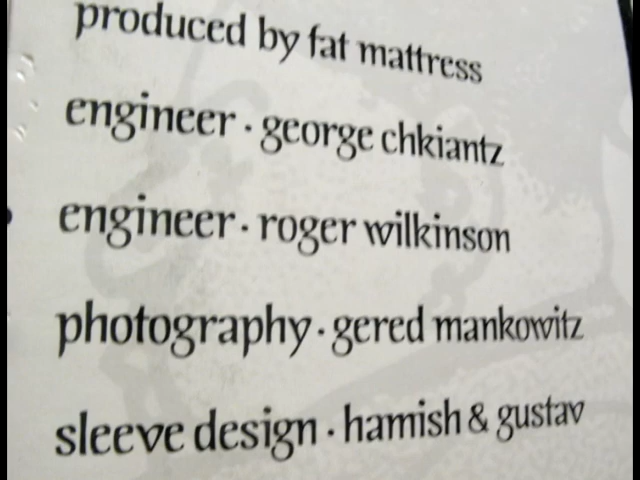 produced by fat mattress
engineer · george chkiantz
engineer · roger wilkinson
photography · gered mankowitz
sleeve design · hamish & gustav